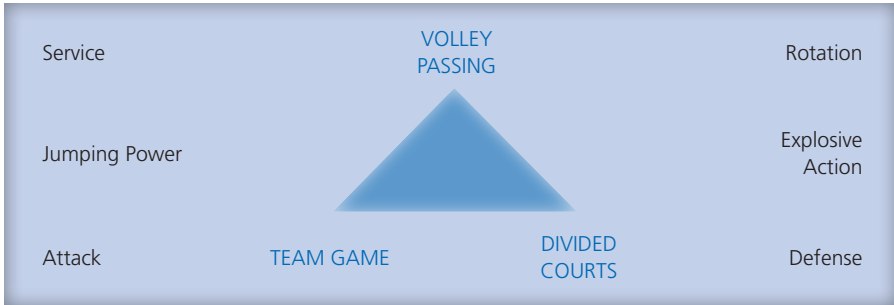 Service
VOLLEY
PASSING
Rotation
Jumping Power
Explosive
Action
Attack
TEAM GAME
DIVIDED
COURTS
Defense